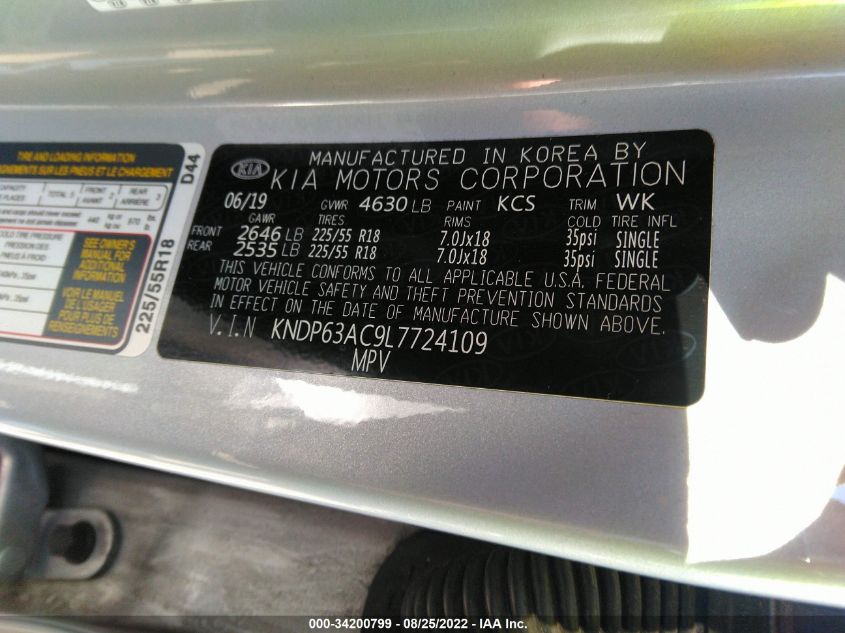 TIRE AND LOADING INFORMATION
TOTAL 5
SEE OWNER'S
MANUAL FOR
ADDITIONAL
INFORMATION
VOIR LE MANUEL
POUR PLUS DE
RENSEIGNEMENTS
D44
225/55R18
KIA
MANUFACTURED IN KOREA BY
KIA MOTORS CORPORATION
06/19 GVWR 4630 LB PAINT KCS TRIM WK
GAWR TIRES RIMS COLD TIRE INFL
FRONT 2646 LB 225/55 R18 7.0Jx18 35psi SINGLE
REAR 2535 LB 225/55 R18 7.0Jx18 35psi SINGLE
THIS VEHICLE CONFORMS TO ALL APPLICABLE U.S.A. FEDERAL
MOTOR VEHICLE SAFETY AND THEFT PREVENTION STANDARDS
IN EFFECT ON THE DATE OF MANUFACTURE SHOWN ABOVE.
V.I.N KNDP63AC9L7724109
MPV
000-34200799 - 08/25/2022 - IAA Inc.